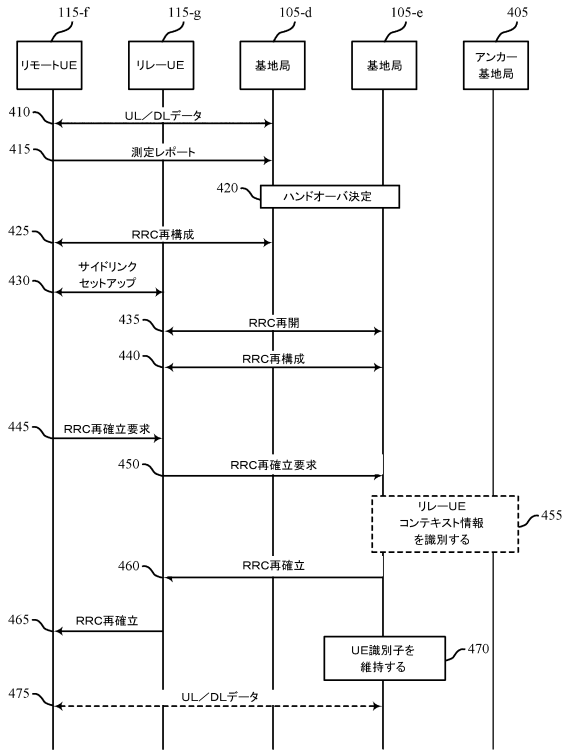 115-f
115-g
105-d
105-e
405
リモートUE
リレーUE
基地局
基地局
アンカー
基地局
410
UL／DLデータ
415
測定レポート
420
ハンドオーバ決定
425
RRC再構成
430
サイドリンク
セットアップ
435
RRC再開
440
RRC再構成
445
RRC再確立要求
450
RRC再確立要求
リレーUE
コンテキスト情報
を識別する
455
460
RRC再確立
465
RRC再確立
UE識別子を
維持する
470
475
UL／DLデータ